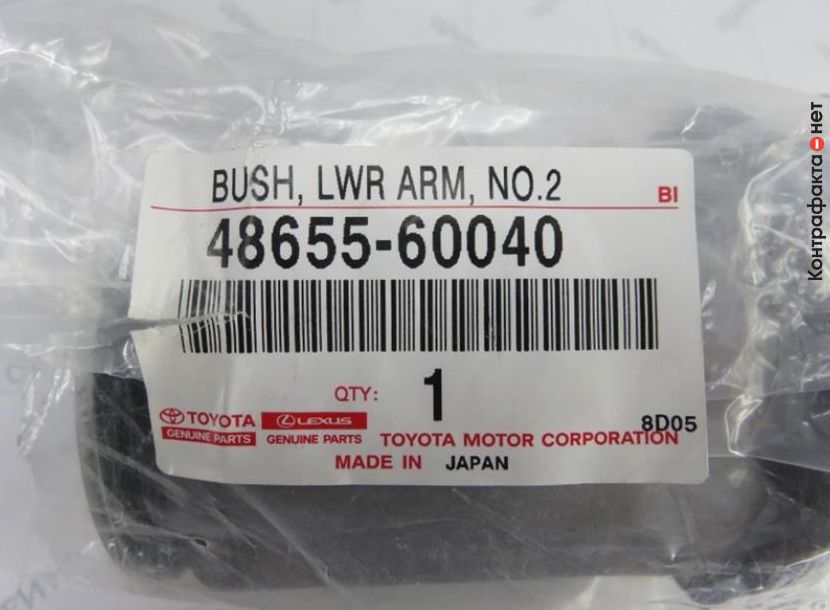 BUSH, LWR ARM, NO.2
BI
48655-60040
QTY: 1
8D05
TOYOTA LEXUS
GENUINE PARTS GENUINE PARTS TOYOTA MOTOR CORPORATION
MADE IN JAPAN
Контрафакта нет